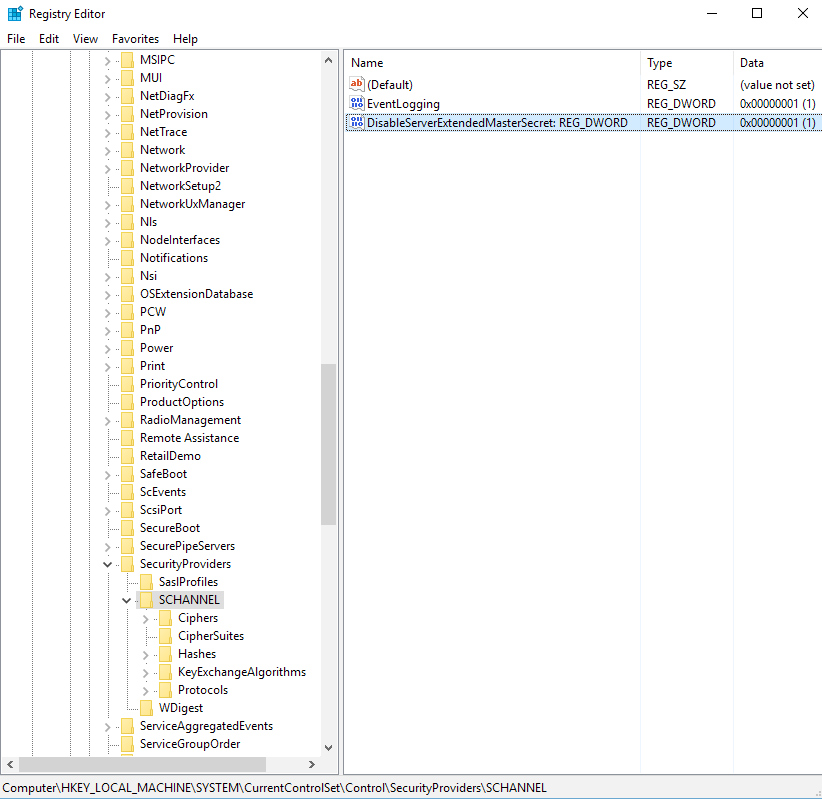 Registry Editor
File Edit View Favorites Help
MSIPC
MUI
NetDiagFx
NetProvision
NetTrace
Network
NetworkProvider
NetworkSetup2
NetworkUxManager
Nls
NodeInterfaces
Notifications
Nsi
OSExtensionDatabase
PCW
PnP
Power
Print
PriorityControl
ProductOptions
RadioManagement
Remote Assistance
RetailDemo
SafeBoot
ScEvents
ScsiPort
SecureBoot
SecurePipeServers
SecurityProviders
SaslProfiles
SCHANNEL
Ciphers
CipherSuites
Hashes
KeyExchangeAlgorithms
Protocols
WDigest
ServiceAggregatedEvents
ServiceGroupOrder
Name Type Data
(Default) REG_SZ (value not set)
EventLogging REG_DWORD 0x00000001 (1)
DisableServerExtendedMasterSecret: REG_DWORD REG_DWORD 0x00000001 (1)
Computer\HKEY_LOCAL_MACHINE\SYSTEM\CurrentControlSet\Control\SecurityProviders\SCHANNEL